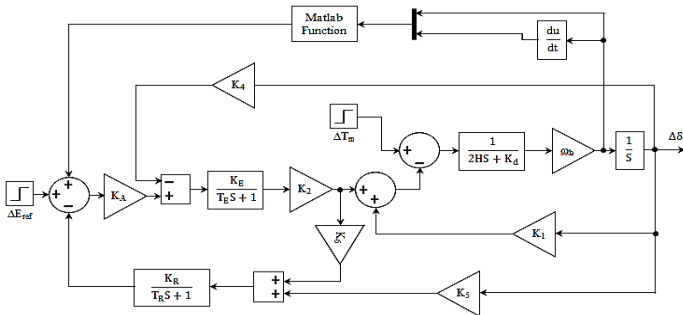 Matlab
Function
du
dt
K4
ΔTm
1
2HS + Kd
ωb
1
S
Δδ
+
+
−
+
−
ΔEref
+
+
−
KA
−
+
KE
TES + 1
K2
+
+
K6
K1
KR
TRS + 1
+
+
K5